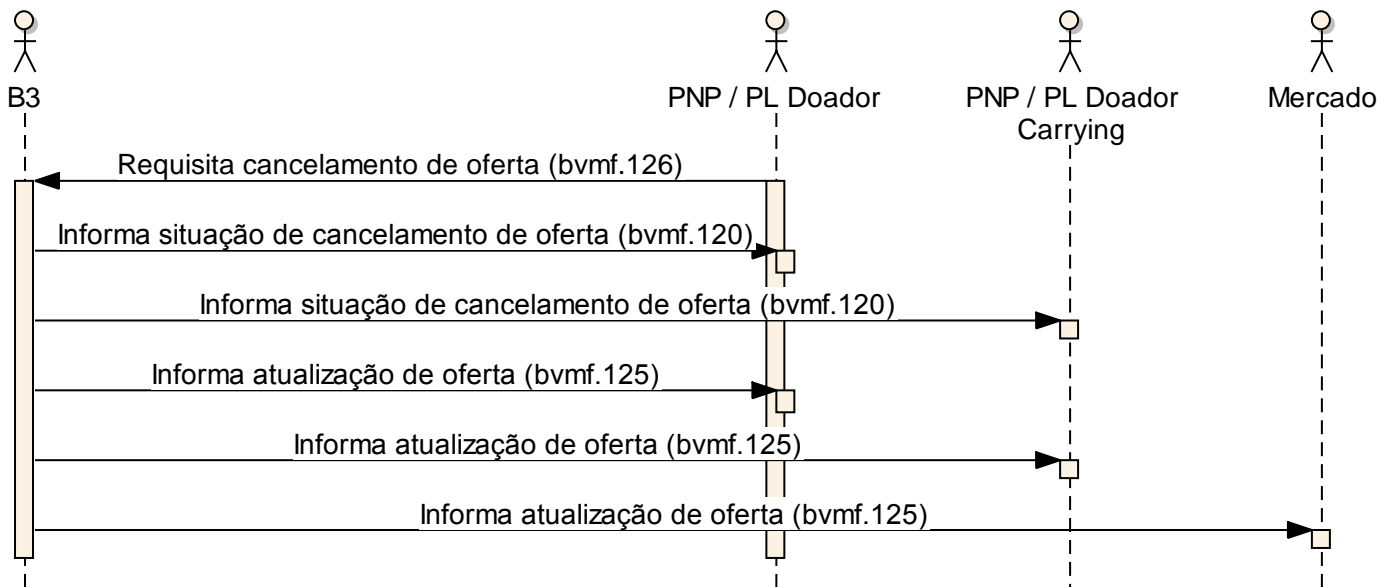 B3
PNP / PL Doador
PNP / PL Doador
Carrying
Mercado
Requisita cancelamento de oferta (bvmf.126)
Informa situação de cancelamento de oferta (bvmf.120)
Informa situação de cancelamento de oferta (bvmf.120)
Informa atualização de oferta (bvmf.125)
Informa atualização de oferta (bvmf.125)
Informa atualização de oferta (bvmf.125)